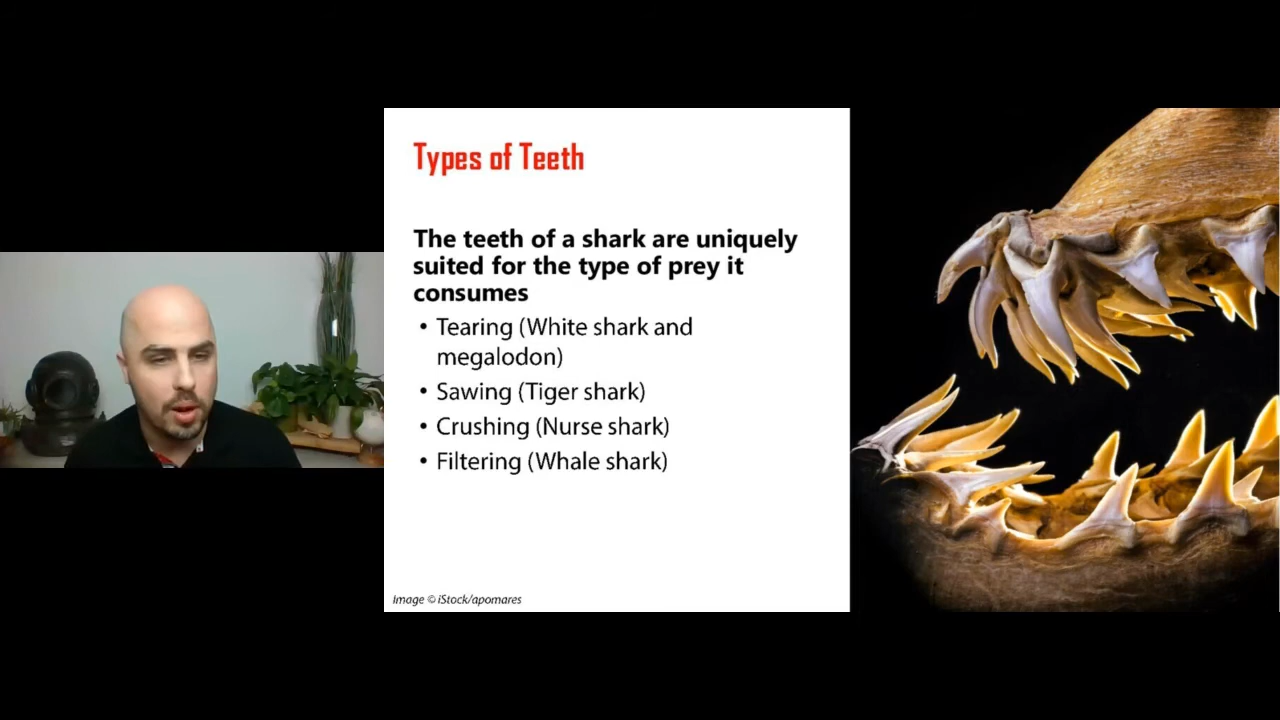 Types of Teeth
The teeth of a shark are uniquely
suited for the type of prey it
consumes
• Tearing (White shark and
megalodon)
• Sawing (Tiger shark)
• Crushing (Nurse shark)
• Filtering (Whale shark)
Image © iStock/apomares